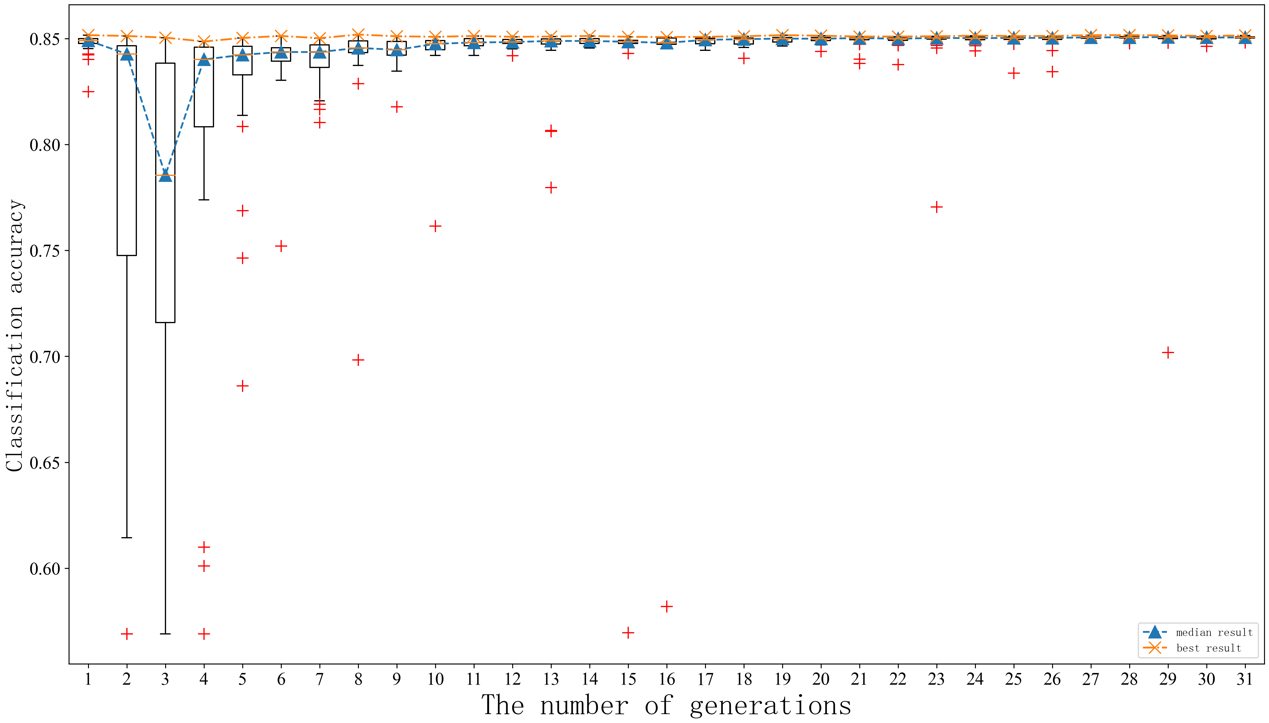 Classification accuracy
0.85
0.80
0.75
0.70
0.65
0.60
1 2 3 4 5 6 7 8 9 10 11 12 13 14 15 16 17 18 19 20 21 22 23 24 25 26 27 28 29 30 31
The number of generations
median result
best result